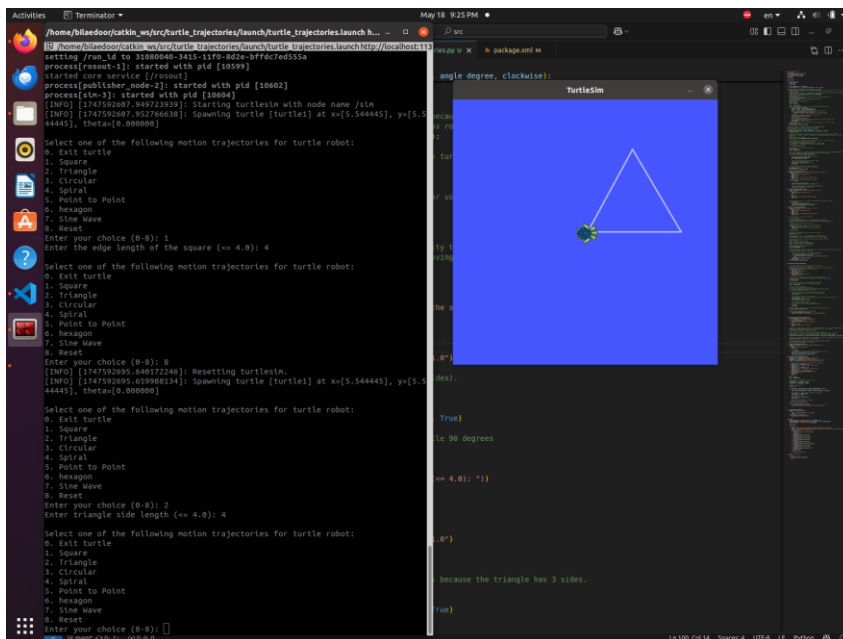 Activities
Terminator
May 18 9:25 PM
en
/home/bilaedoor/catkin_ws/src/turtle_trajectories/launch/turtle_trajectories.launch h...
/home/bilaedoor/catkin_ws/src/turtle_trajectories/launch/turtle_trajectories.launch http://localhost:113
setting /run_id to 31080040-3415-11f0-8d2e-bffdc7ed555a
process[rosout-1]: started with pid [10599]
started core service [/rosout]
process[publisher_node-2]: started with pid [10602]
process[sim-3]: started with pid [10604]
[INFO] [1747592607.949723939]: Starting turtlesim with node name /sim
[INFO] [1747592607.952766638]: Spawning turtle [turtle1] at x=[5.544445], y=[5.5
44445], theta=[0.000000]
Select one of the following motion trajectories for turtle robot:
0. Exit turtle
1. Square
2. Triangle
3. Circular
4. Spiral
5. Point to Point
6. hexagon
7. Sine Wave
8. Reset
Enter your choice (0-8): 1
Enter the edge length of the square (<= 4.0): 4
Select one of the following motion trajectories for turtle robot:
0. Exit turtle
1. Square
2. Triangle
3. Circular
4. Spiral
5. Point to Point
6. hexagon
7. Sine Wave
8. Reset
Enter your choice (0-8): 8
[INFO] [1747592695.640172246]: Resetting turtlesim.
[INFO] [1747592695.659988134]: Spawning turtle [turtle1] at x=[5.544445], y=[5.5
44445], theta=[0.000000]
Select one of the following motion trajectories for turtle robot:
0. Exit turtle
1. Square
2. Triangle
3. Circular
4. Spiral
5. Point to Point
6. hexagon
7. Sine Wave
8. Reset
Enter your choice (0-8): 2
Enter triangle side length (<= 4.0): 4
Select one of the following motion trajectories for turtle robot:
0. Exit turtle
1. Square
2. Triangle
3. Circular
4. Spiral
5. Point to Point
6. hexagon
7. Sine Wave
8. Reset
Enter your choice (0-8):
src
ries.py U
package.xml M
angle degree, clockwise):
TurtleSim
True)
le 90 degrees
(<= 4.0): "))
1.0")
because the triangle has 3 sides.
True)
Ln 100, Col 14 Spaces: 4 UTF-8 LF Python